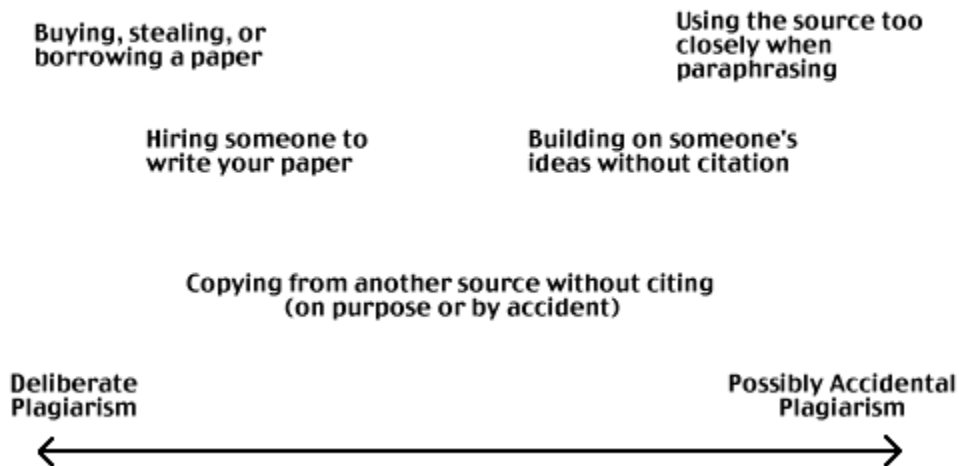 Buying, stealing, or
borrowing a paper
Using the source too
closely when
paraphrasing
Hiring someone to
write your paper
Building on someone's
ideas without citation
Copying from another source without citing
(on purpose or by accident)
Deliberate
Plagiarism
Possibly Accidental
Plagiarism